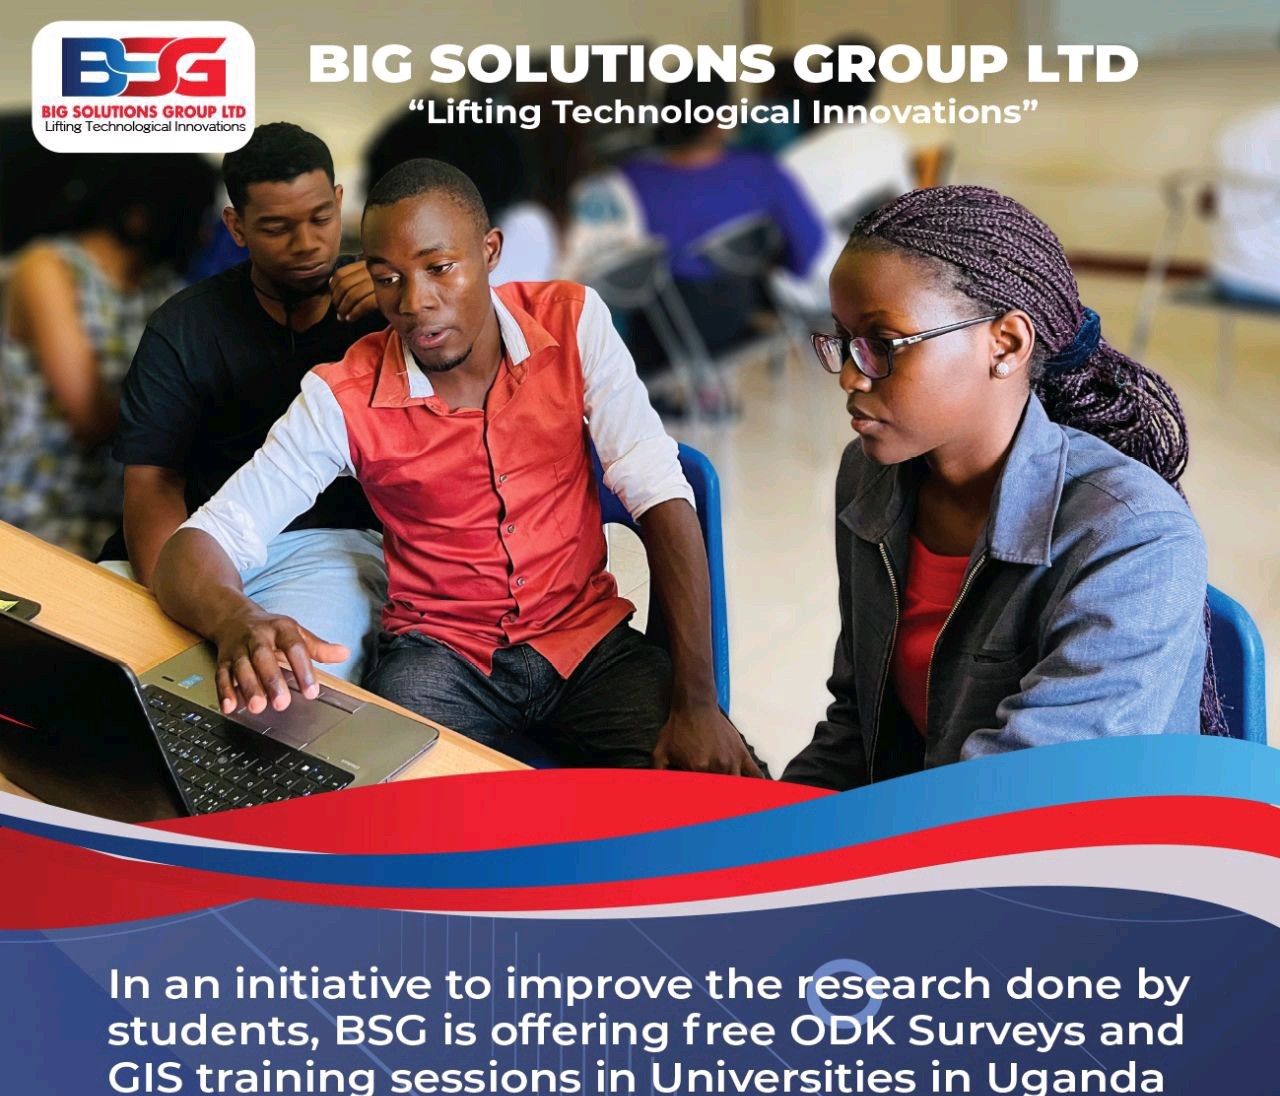 BSG
BIG SOLUTIONS GROUP LTD
Lifting Technological Innovations
BIG SOLUTIONS GROUP LTD
“Lifting Technological Innovations”
In an initiative to improve the research done by
students, BSG is offering free ODK Surveys and
GIS training sessions in Universities in Uganda